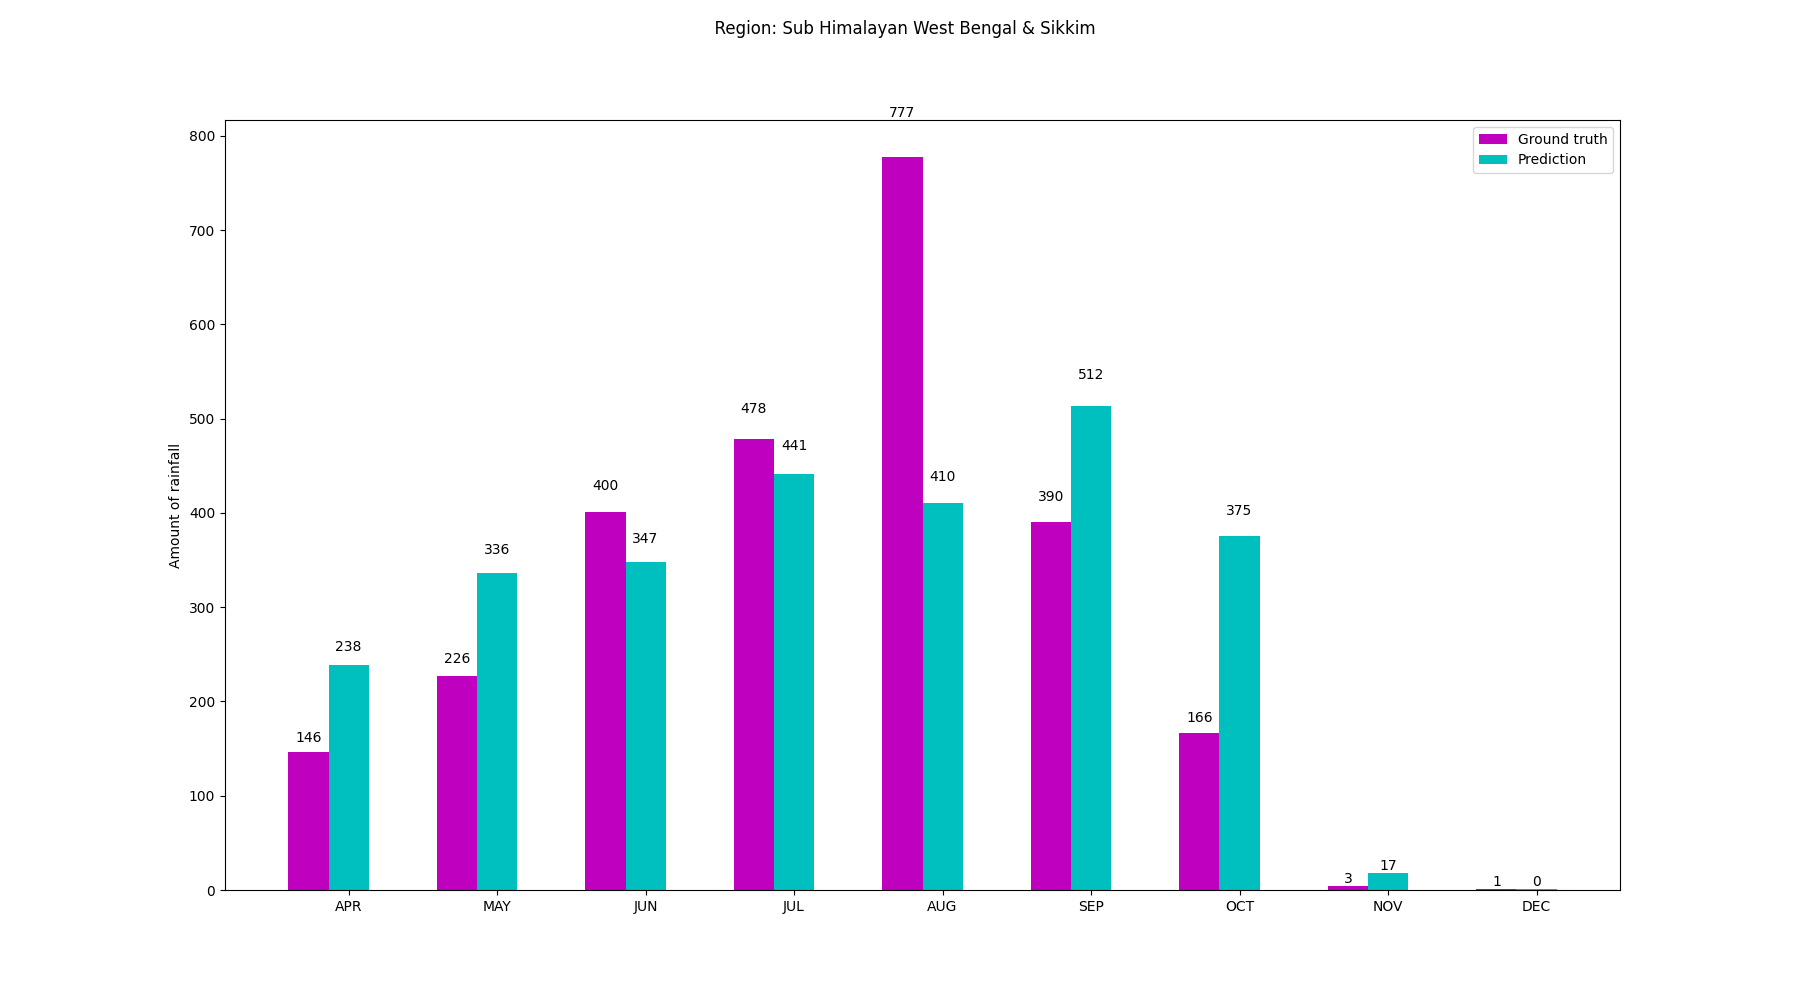 Region: Sub Himalayan West Bengal & Sikkim
777
800
700
600
500
400
300
200
100
0
Amount of rainfall
Ground truth
Prediction
146
238
226
336
400
347
478
441
410
390
512
166
375
3
17
1
0
APR
MAY
JUN
JUL
AUG
SEP
OCT
NOV
DEC